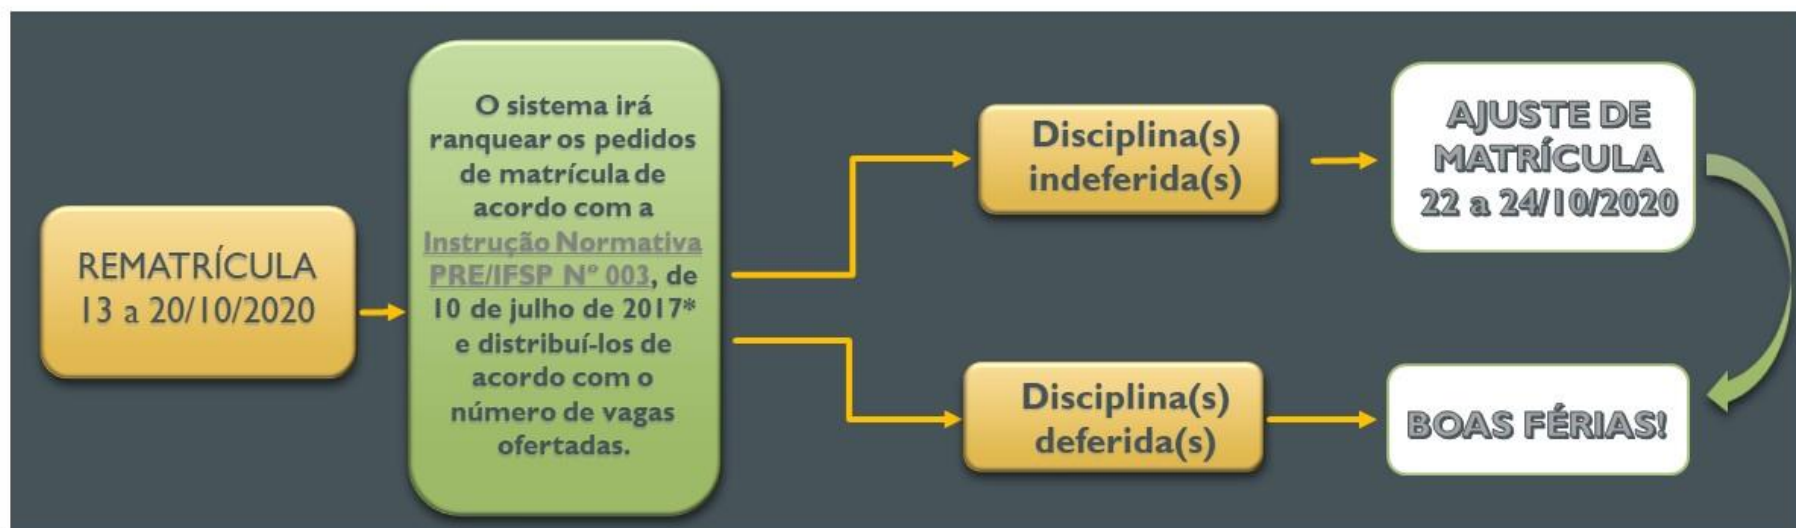 REMATRÍCULA
13 a 20/10/2020
O sistema irá
ranquear os pedidos
de matrícula de
acordo com a
Instrução Normativa
PRE/IFSP Nº 003, de
10 de julho de 2017*
e distribuí-los de
acordo com o
número de vagas
ofertadas.
Disciplina(s)
indeferida(s)
AJUSTE DE
MATRÍCULA
22 a 24/10/2020
Disciplina(s)
deferida(s)
BOAS FÉRIAS!